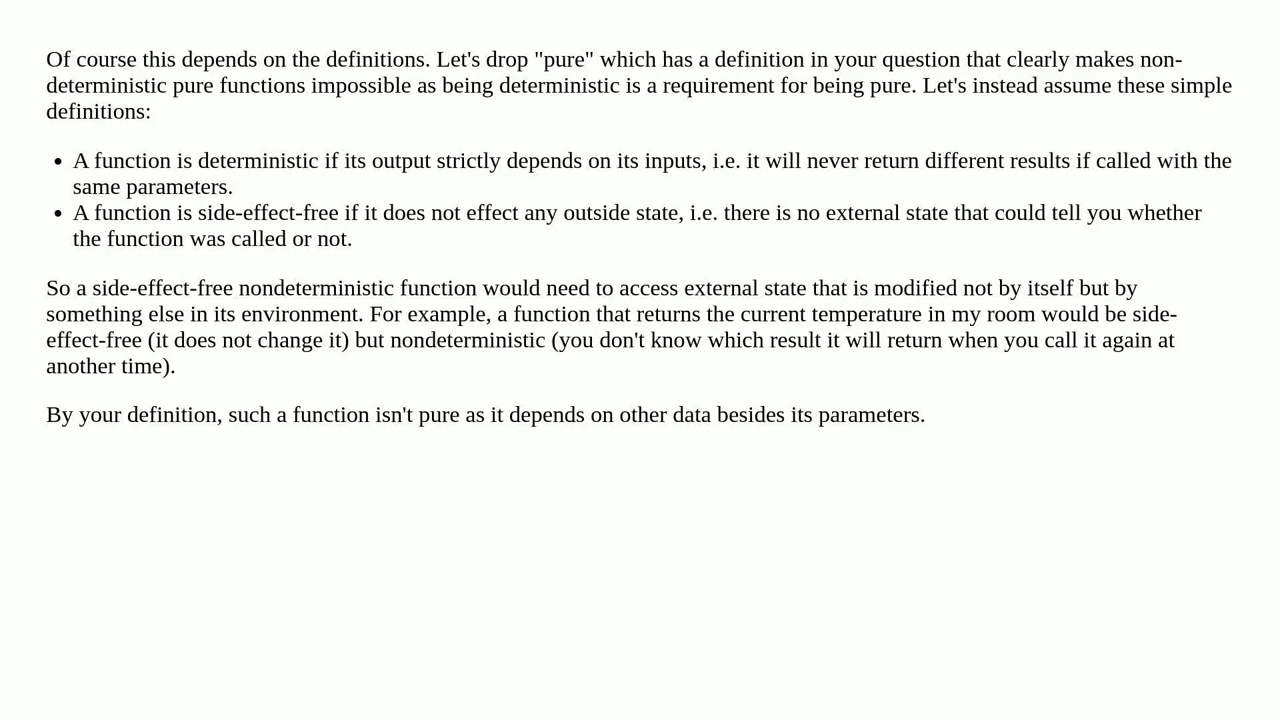 Of course this depends on the definitions. Let's drop "pure" which has a definition in your question that clearly makes non-
deterministic pure functions impossible as being deterministic is a requirement for being pure. Let's instead assume these simple
definitions:
• A function is deterministic if its output strictly depends on its inputs, i.e. it will never return different results if called with the
same parameters.
• A function is side-effect-free if it does not effect any outside state, i.e. there is no external state that could tell you whether
the function was called or not.
So a side-effect-free nondeterministic function would need to access external state that is modified not by itself but by
something else in its environment. For example, a function that returns the current temperature in my room would be side-
effect-free (it does not change it) but nondeterministic (you don't know which result it will return when you call it again at
another time).
By your definition, such a function isn't pure as it depends on other data besides its parameters.